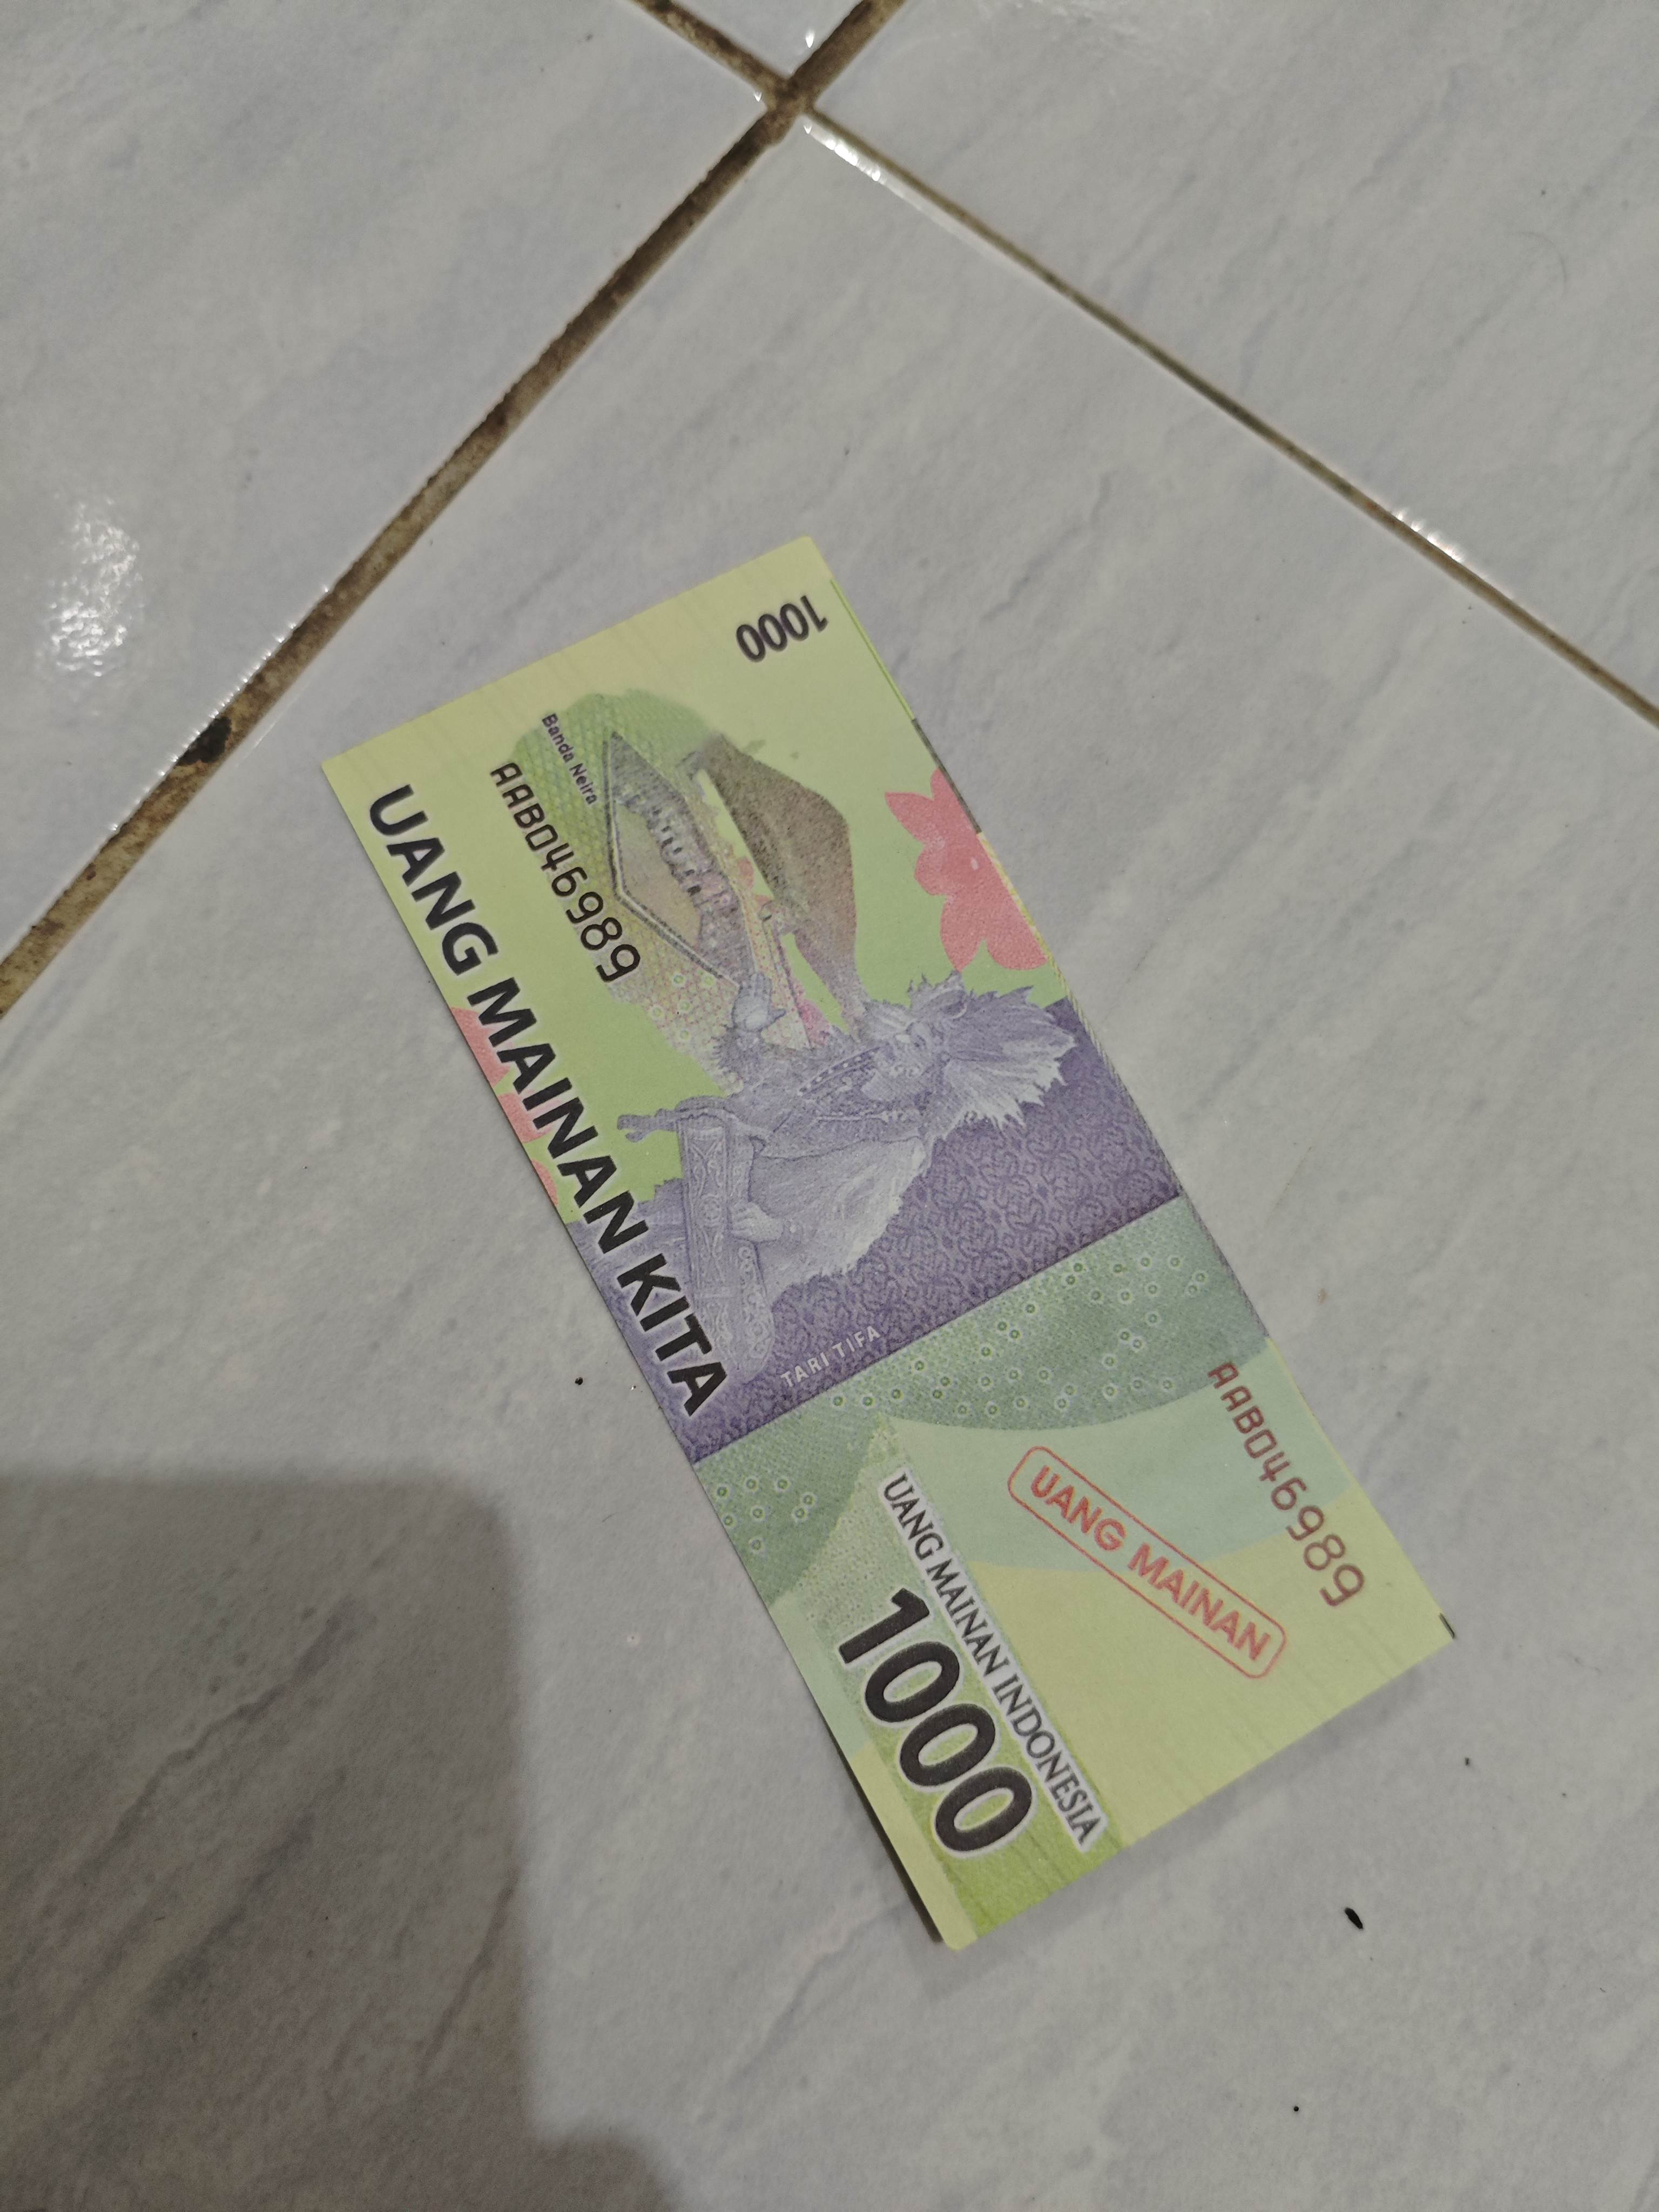 UANG MAINAN KITA
AAB046989
Banda Neira
1000
TARI TIFA
AAB046989
UANG MAINAN
UANG MAINAN INDONESIA
1000